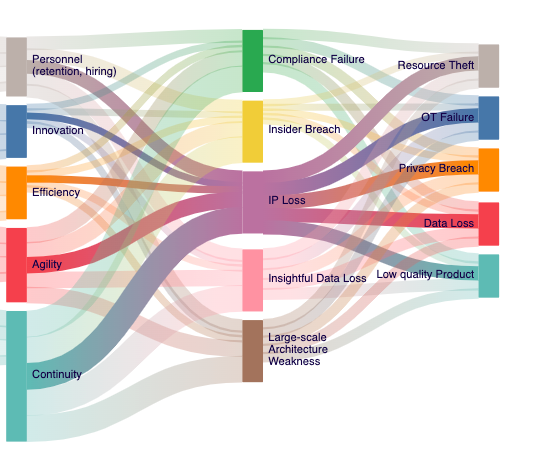 Personnel
(retention, hiring)
Innovation
Efficiency
Agility
Continuity
Compliance Failure
Insider Breach
IP Loss
Insightful Data Loss
Large-scale
Architecture
Weakness
Resource Theft
OT Failure
Privacy Breach
Data Loss
Low quality Product